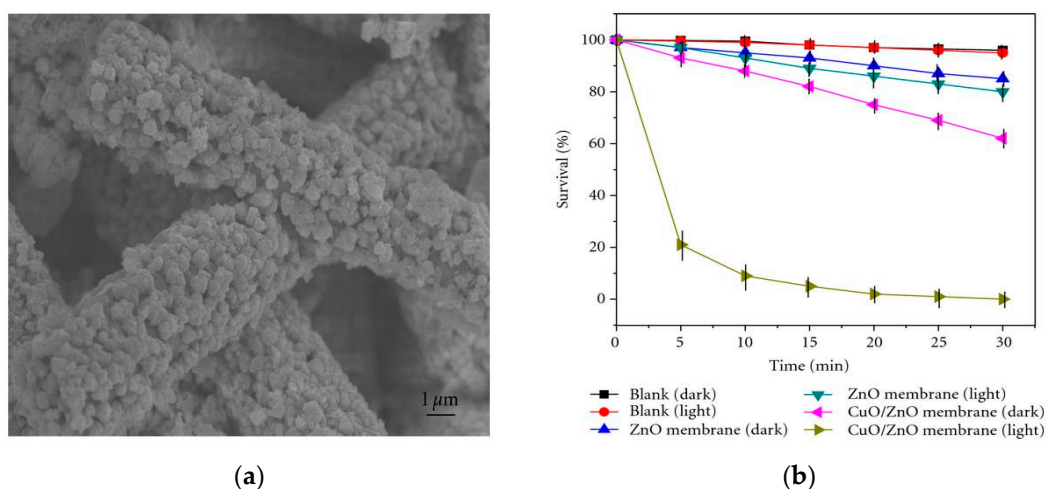 1 μm
100
80
60
40
20
0
Survival (%)
0 5 10 15 20 25 30
Time (min)
Blank (dark)
Blank (light)
ZnO membrane (dark)
ZnO membrane (light)
CuO/ZnO membrane (dark)
CuO/ZnO membrane (light)
(a) (b)